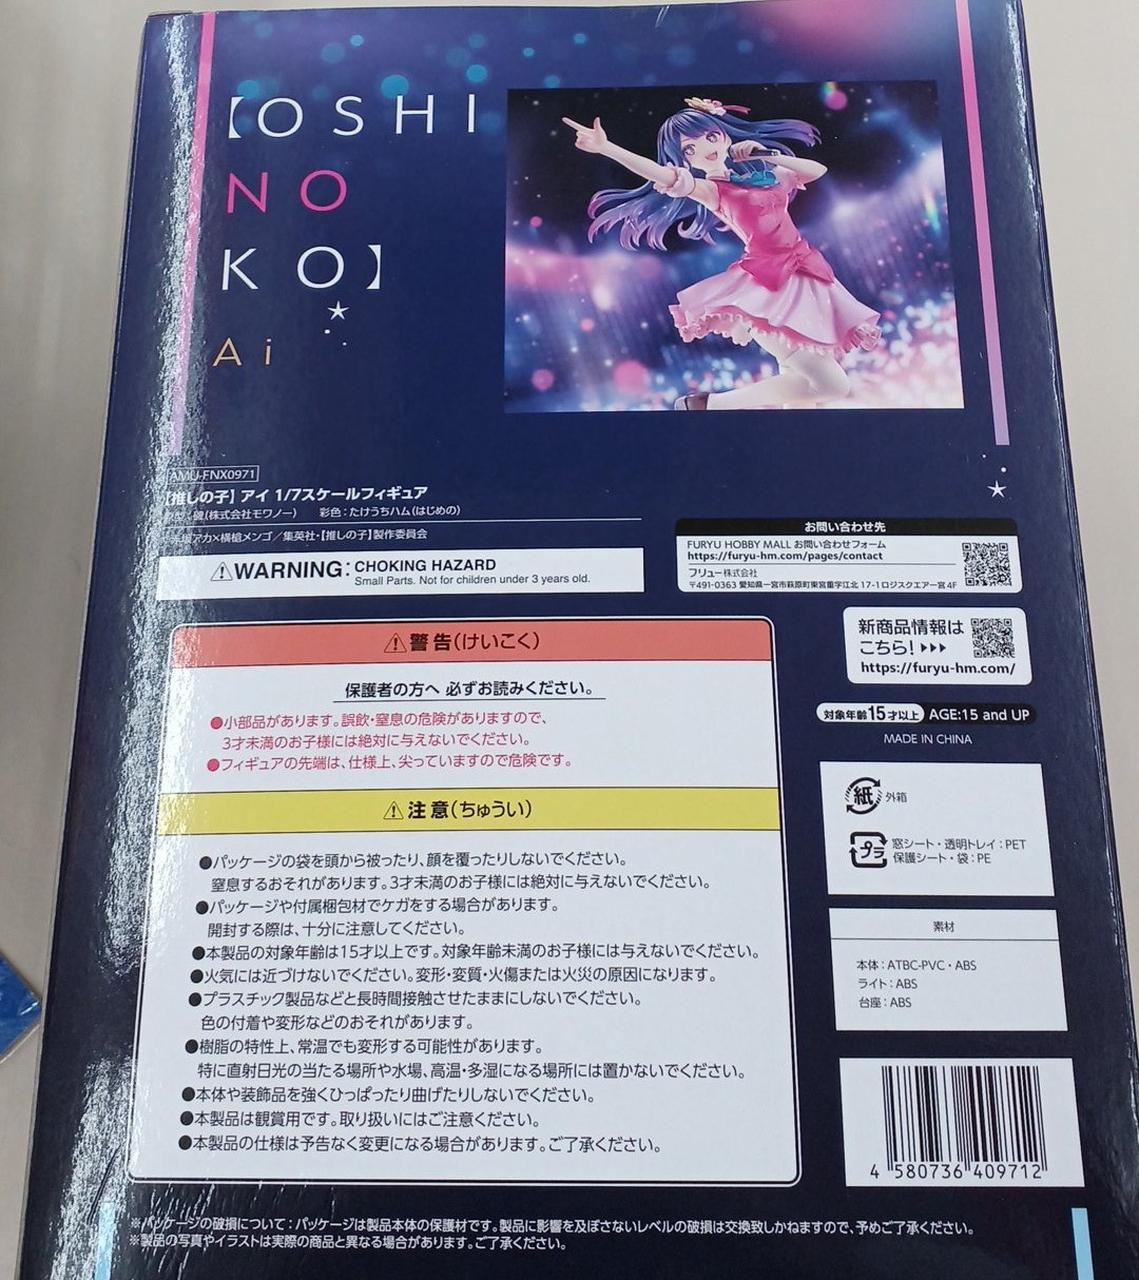 【OSHI
NO
KO】
Ai
AMU-FNX0971
【推しの子】アイ 1/7スケールフィギュア
(株式会社モワノー) 彩色:たけうちハム(はじめの)
赤坂アカ×横槍メンゴ/集英社・【推しの子】製作委員会
⚠WARNING: CHOKING HAZARD
Small Parts. Not for children under 3 years old.
お問い合わせ先
FURYU HOBBY MALL お問い合わせフォーム
https://furyu-hm.com/pages/contact
フリュー株式会社
〒491-0363 愛知県一宮市萩原町東宮重字江北 17-1ロジスクエアー宮 4F
新商品情報は
こちら!▶▶▶
https://furyu-hm.com/
対象年齢15才以上 AGE:15 and UP
MADE IN CHINA
⚠警告(けいこく)
保護者の方へ 必ずお読みください。
●小部品があります。誤飲・窒息の危険がありますので、
3才未満のお子様には絶対に与えないでください。
●フィギュアの先端は、仕様上、尖っていますので危険です。
⚠注意(ちゅうい)
●パッケージの袋を頭から被ったり、顔を覆ったりしないでください。
窒息するおそれがあります。3才未満のお子様には絶対に与えないでください。
●パッケージや付属梱包材でケガをする場合があります。
開封する際は、十分に注意してください。
●本製品の対象年齢は15才以上です。対象年齢未満のお子様には与えないでください。
●火気には近づけないでください。変形・変質・火傷または火災の原因になります。
●プラスチック製品などと長時間接触させたままにしないでください。
色の付着や変形などのおそれがあります。
●樹脂の特性上、常温でも変形する可能性があります。
特に直射日光の当たる場所や水場、高温・多湿になる場所には置かないでください。
●本体や装飾品を強くひっぱったり曲げたりしないでください。
●本製品は観賞用です。取り扱いにはご注意ください。
●本製品の仕様は予告なく変更になる場合があります。ご了承ください。
紙 外箱
プラ 窓シート・透明トレイ:PET
保護シート・袋:PE
素材
本体:ATBC-PVC・ABS
ライト:ABS
台座:ABS
4 580736 409712
※パッケージの破損について:パッケージは製品本体の保護材です。製品に影響を及ぼさないレベルの破損は交換致しかねますので、予めご了承ください。
※製品の写真やイラストは実際の商品と異なる場合があります。ご了承ください。